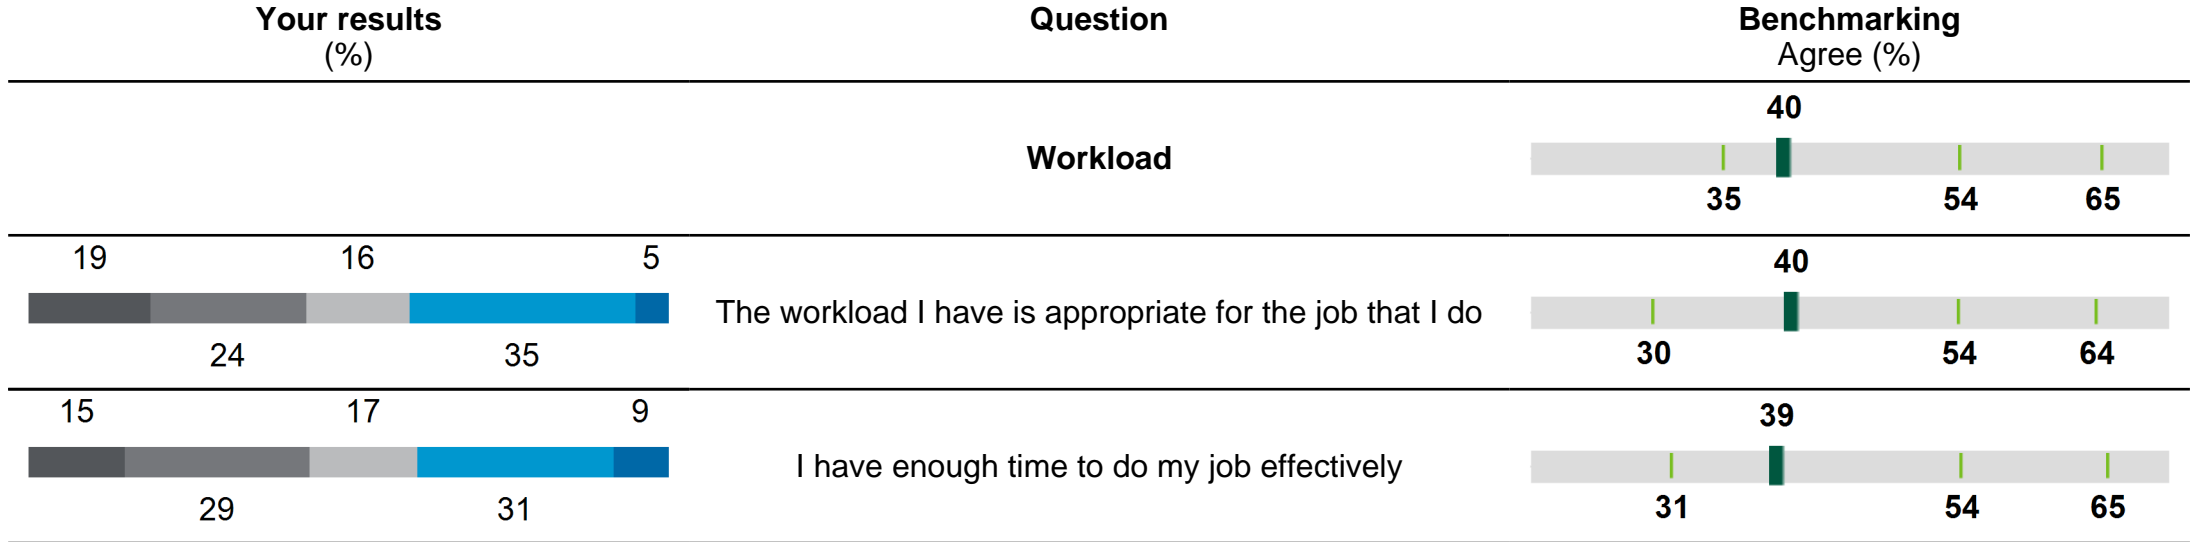 Your results Question Benchmarking
(%) Agree (%)
40
Workload
35 54 65
19 16 5 40
The workload I have is appropriate for the job that I do
24 35 30 54 64
15 17 9 39
I have enough time to do my job effectively
29 31 31 54 65